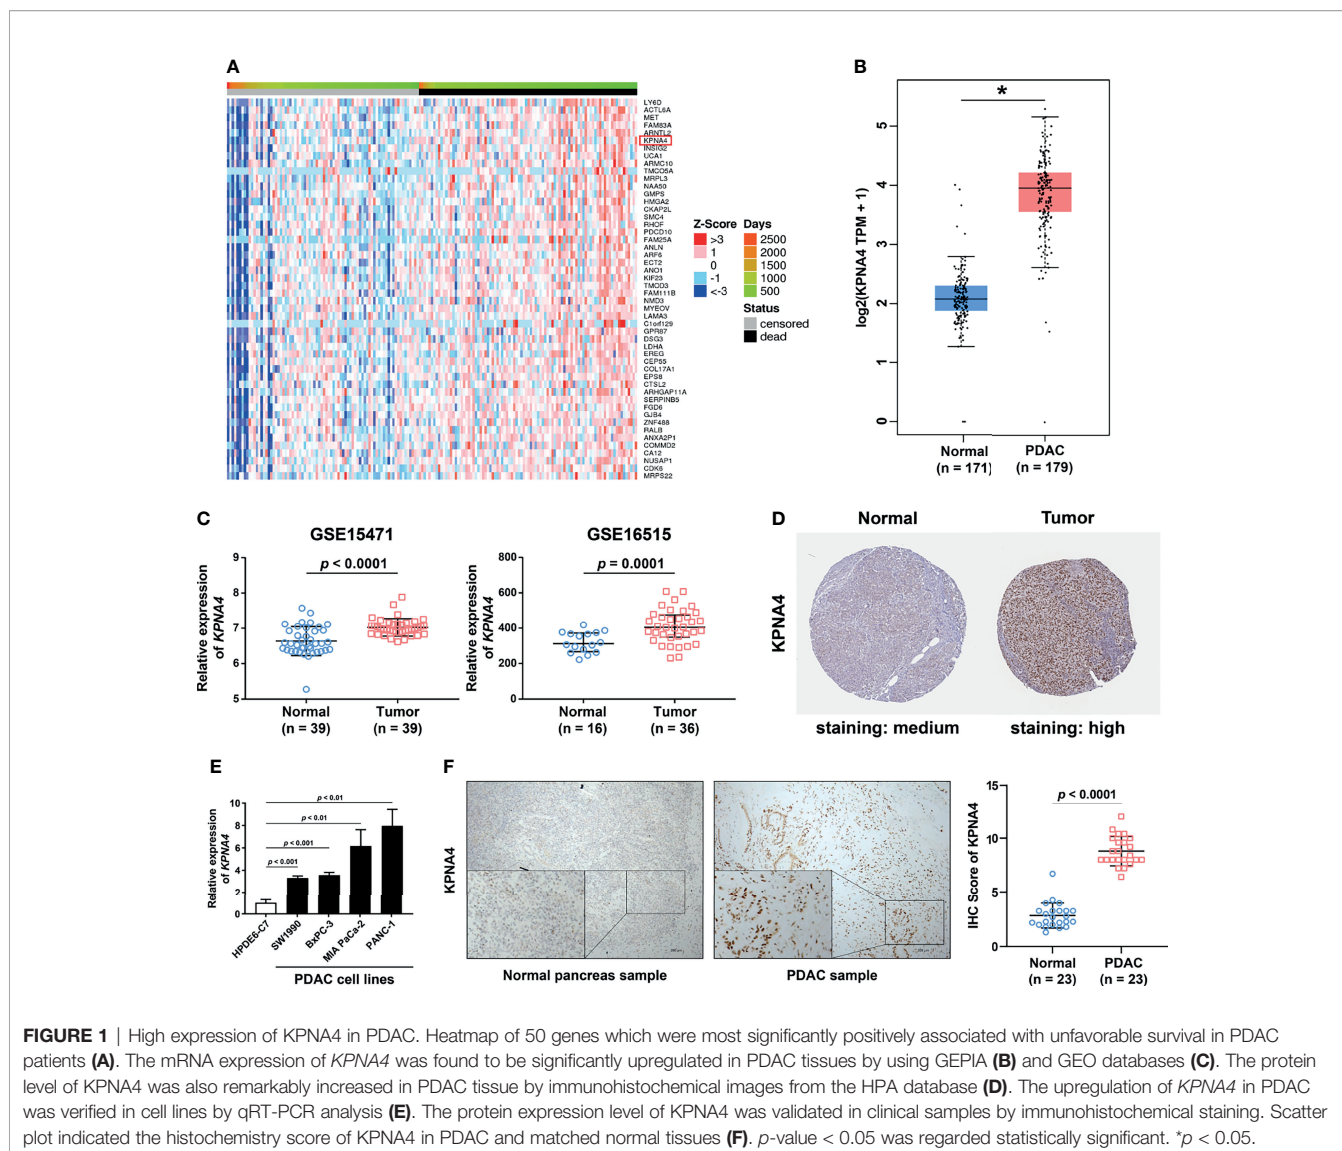 A
LY6D
ACTL6A
MET
FAM83A
ARNTL2
KPNA4
INSIG2
UCA1
ARMC10
TMCO5A
MRPL3
NAA50
GMPS
HMGA2
CKAP2L
SMC4
RHOF
PDCD10
FAM25A
ANLN
ARF6
ECT2
ANO1
KIF23
TMOD3
FAM111B
NMD3
MYEOV
LAMA3
C1orf129
GPR87
DSG3
LDHA
EREG
CEP55
COL17A1
EPS8
CTSL2
ARHGAP11A
SERPINB5
FGD6
GJB4
ZNF488
RALB
ANXA2P1
COMMD2
CA12
NUSAP1
CDK6
MRPS22
Z-Score Days
>3 2500
1 2000
0 1500
-1 1000
<-3 500
Status
censored
dead
B
*
log2(KPNA4 TPM + 1)
5
4
3
2
1
0
Normal PDAC
(n = 171) (n = 179)
C
GSE15471
p < 0.0001
Relative expression
of KPNA4
9
8
7
6
5
Normal Tumor
(n = 39) (n = 39)
GSE16515
p = 0.0001
Relative expression
of KPNA4
800
600
400
200
0
Normal Tumor
(n = 16) (n = 36)
D
Normal Tumor
KPNA4
staining: medium staining: high
E
Relative expression
of KPNA4
10
8
6
4
2
0
p < 0.01
p < 0.01
p < 0.001
p < 0.001
HPDE6-C7 SW1990 BxPC-3 MIA PaCa-2 PANC-1
PDAC cell lines
F
KPNA4
Normal pancreas sample PDAC sample
IHC Score of KPNA4
15
10
5
0
p < 0.0001
Normal PDAC
(n = 23) (n = 23)
FIGURE 1 | High expression of KPNA4 in PDAC. Heatmap of 50 genes which were most significantly positively associated with unfavorable survival in PDAC
patients (A). The mRNA expression of KPNA4 was found to be significantly upregulated in PDAC tissues by using GEPIA (B) and GEO databases (C). The protein
level of KPNA4 was also remarkably increased in PDAC tissue by immunohistochemical images from the HPA database (D). The upregulation of KPNA4 in PDAC
was verified in cell lines by qRT-PCR analysis (E). The protein expression level of KPNA4 was validated in clinical samples by immunohistochemical staining. Scatter
plot indicated the histochemistry score of KPNA4 in PDAC and matched normal tissues (F). p-value < 0.05 was regarded statistically significant. *p < 0.05.